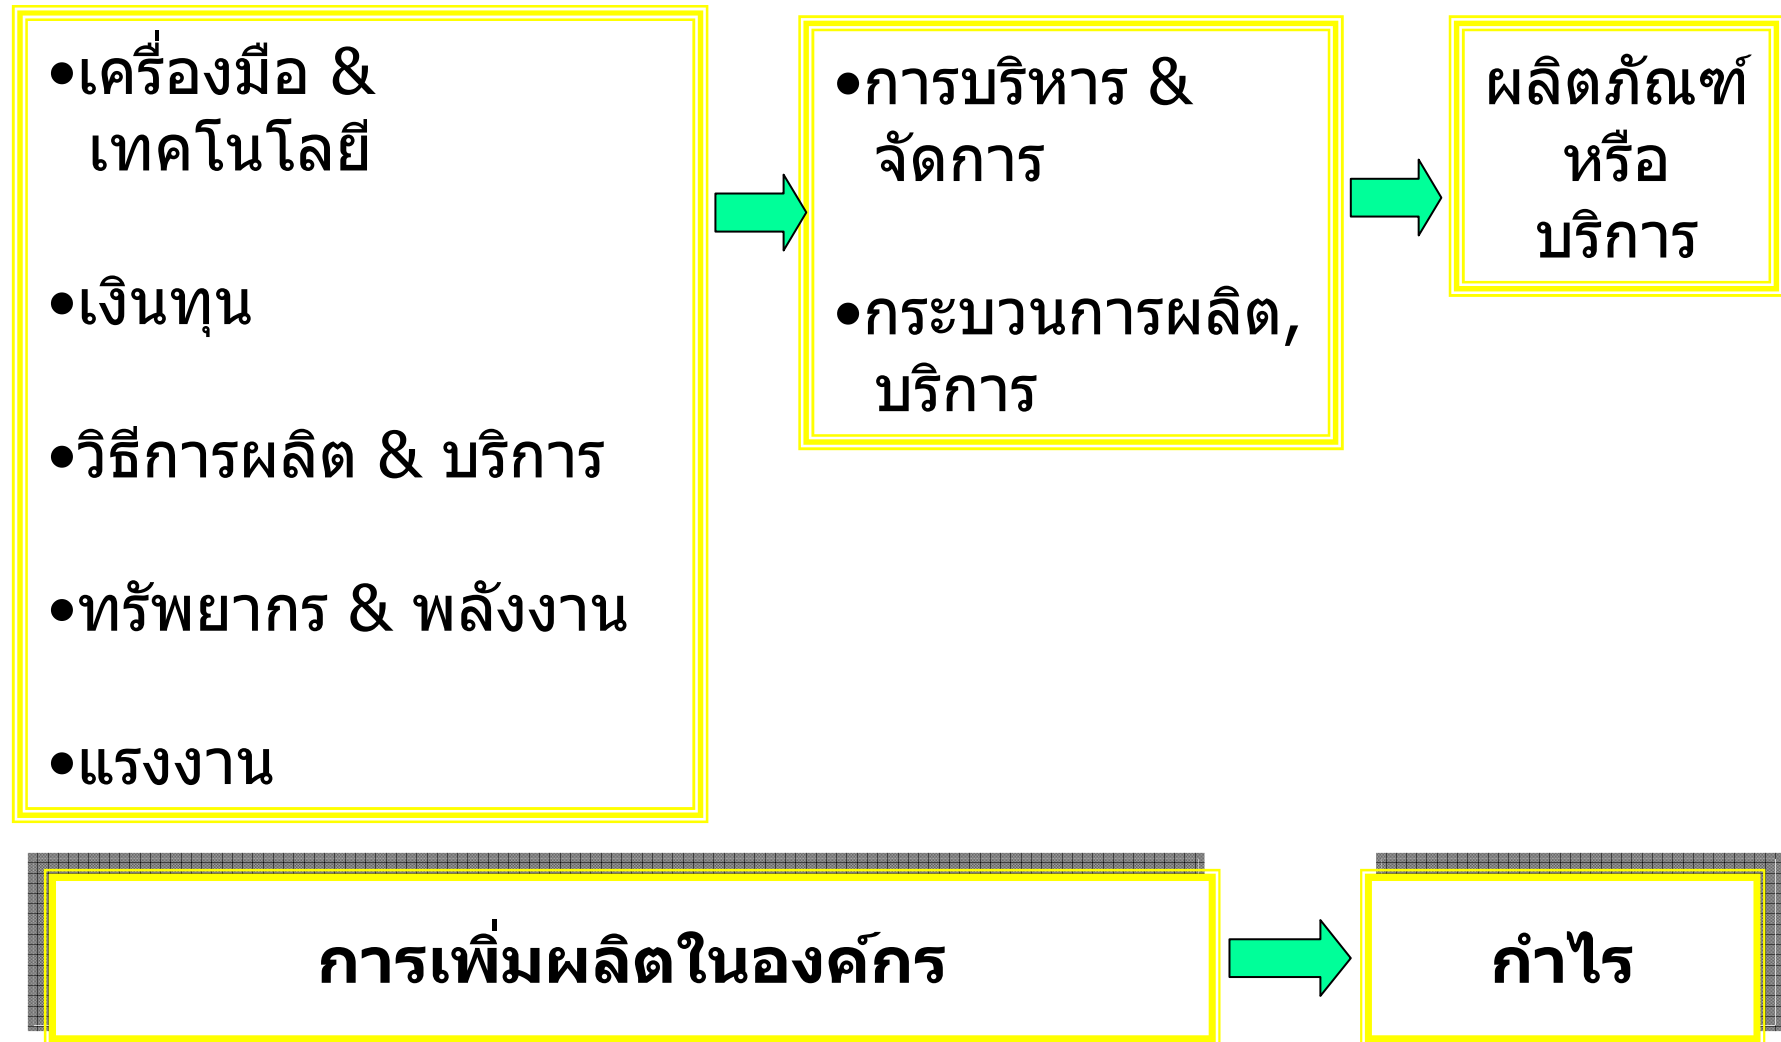 •เครื่องมือ &
เทคโนโลยี
•เงินทุน
•วิธีการผลิต & บริการ
•ทรัพยากร & พลังงาน
•แรงงาน
•การบริหาร &
จัดการ
•กระบวนการผลิต,
บริการ
ผลิตภัณฑ์
หรือ
บริการ
การเพิ่มผลิตในองค์กร
กำไร